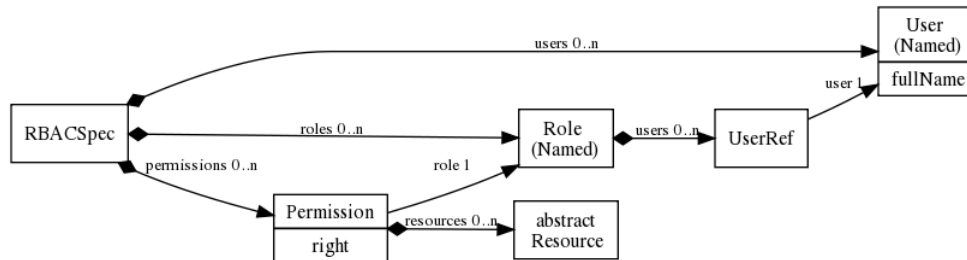 User
(Named)
users 0..n
fullName
user 1
RBACSpec
roles 0..n
Role
(Named)
users 0..n
UserRef
permissions 0..n
role 1
Permission
resources 0..n
abstract
Resource
right